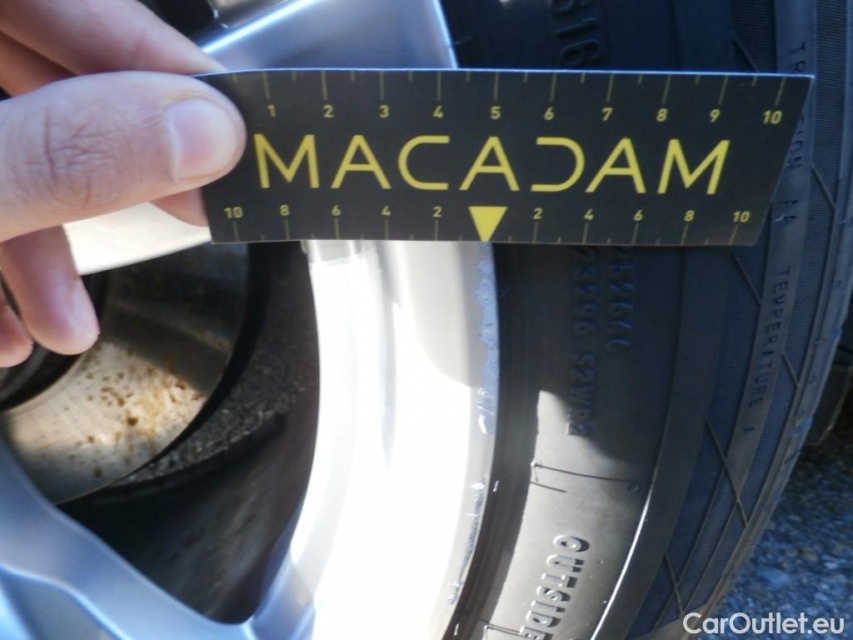 1 2 3 4 5 6 7 8 9 10
MACADAM
10 8 6 4 2 2 4 6 8 10
TEMPERATURE A
OUTSIDE
CarOutlet.eu